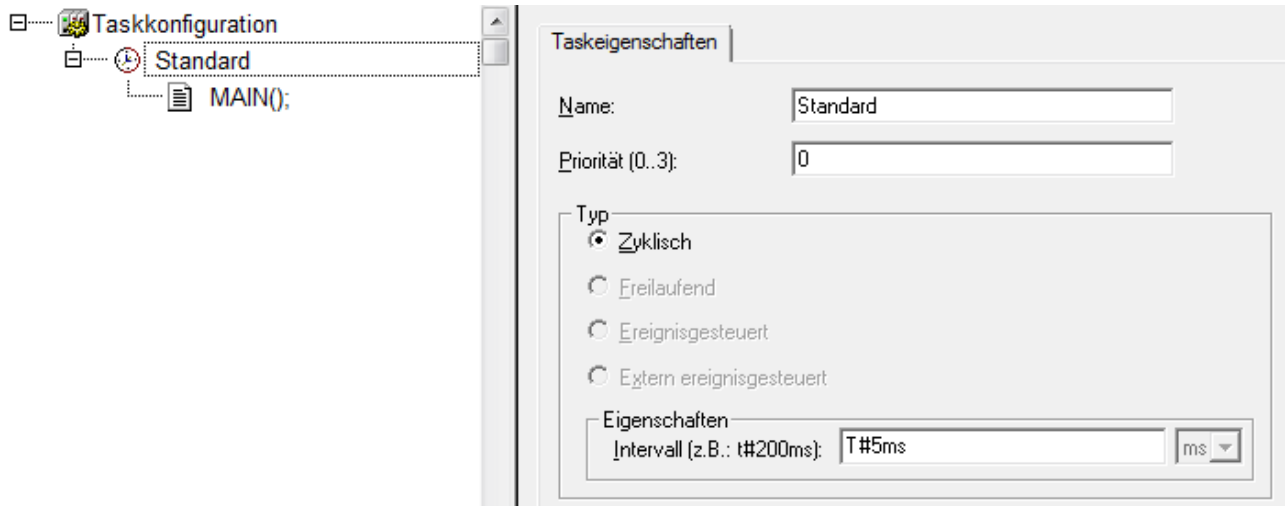 Taskkonfiguration
Standard
MAIN();
Taskeigenschaften
Name: Standard
Priorität (0..3): 0
Typ
Zyklisch
Freilaufend
Ereignisgesteuert
Extern ereignisgesteuert
Eigenschaften
Intervall (z.B.: t#200ms): T#5ms ms